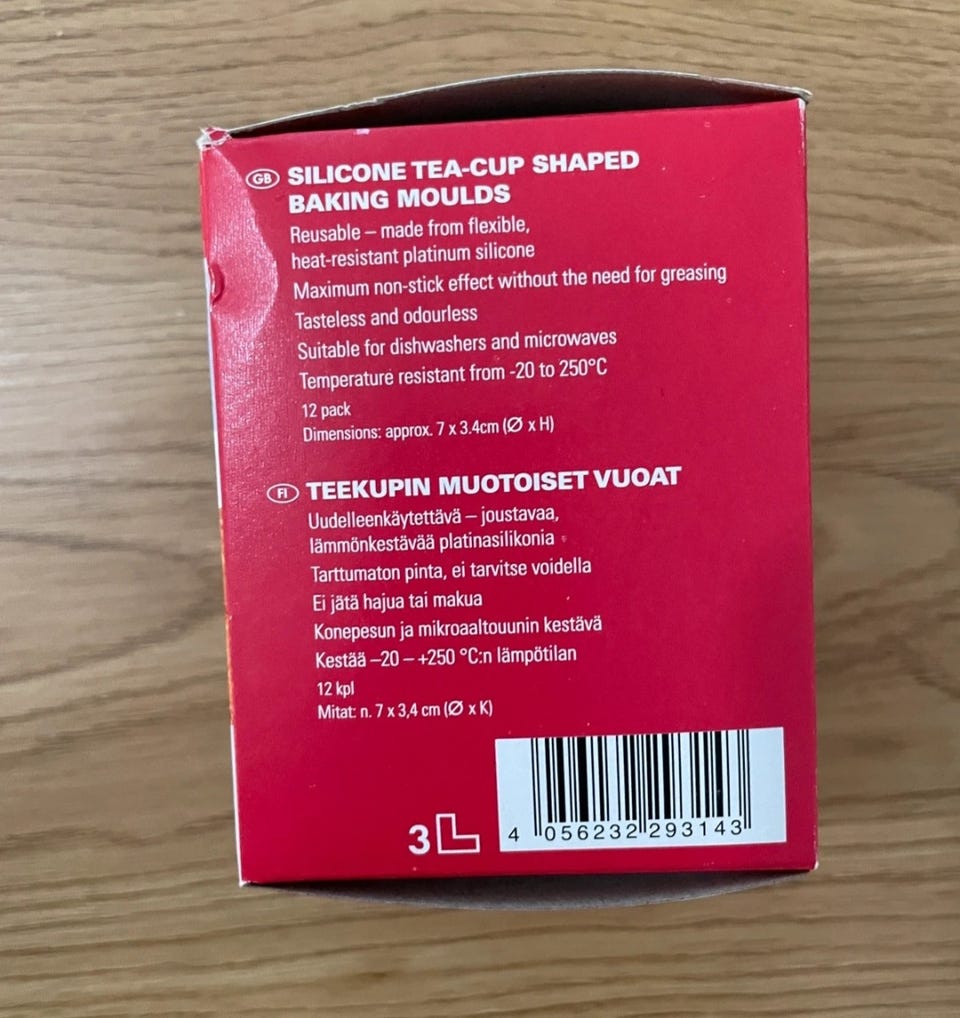 GB SILICONE TEA-CUP SHAPED
BAKING MOULDS
Reusable – made from flexible,
heat-resistant platinum silicone
Maximum non-stick effect without the need for greasing
Tasteless and odourless
Suitable for dishwashers and microwaves
Temperature resistant from -20 to 250°C
12 pack
Dimensions: approx. 7 x 3.4cm (Ø x H)
FI TEEKUPIN MUOTOISET VUOAT
Uudelleenkäytettävä – joustavaa,
lämmönkestävää platinasilikonia
Tarttumaton pinta, ei tarvitse voidella
Ei jätä hajua tai makua
Konepesun ja mikroaaltouunin kestävä
Kestää –20 – +250 °C:n lämpötilan
12 kpl
Mitat: n. 7 x 3,4 cm (Ø x K)
3L
4 056232 293143